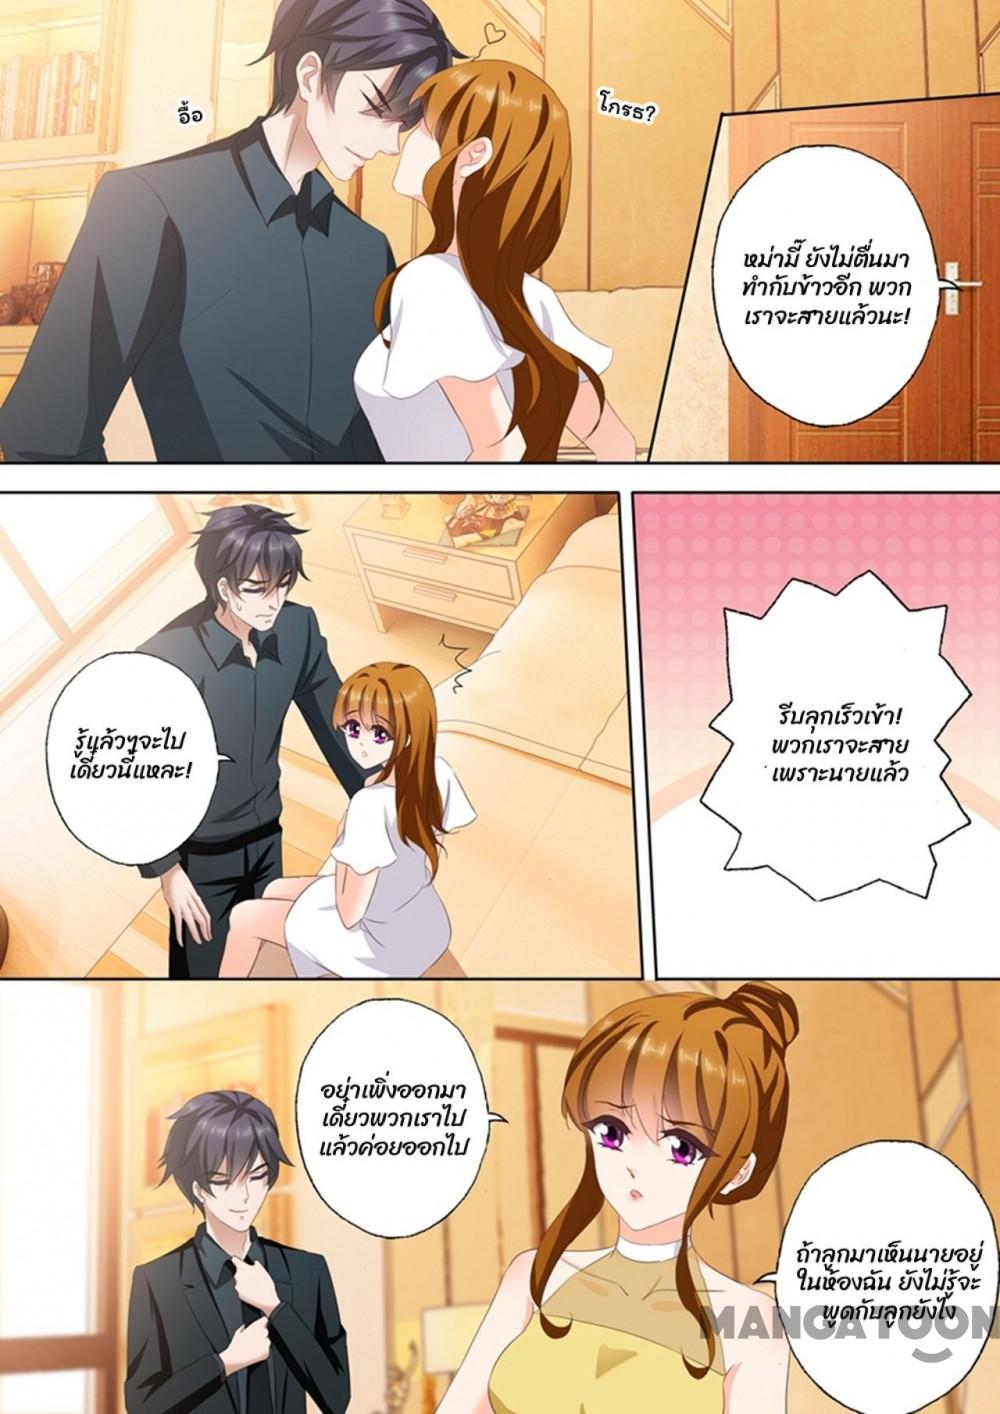 อื้อ
โกรธ?
หม่ามี๊ ยังไม่ตื่นมา
ทำกับข้าวอีก พวก
เราจะสายแล้วนะ!
รู้แล้วๆจะไป
เดี๋ยวนี้แหละ!
รีบลุกเร็วเข้า!
พวกเราจะสาย
เพราะนายแล้ว
อย่าเพิ่งออกมา
เดี๋ยวพวกเราไป
แล้วค่อยออกไป
ถ้าลูกมาเห็นนายอยู่
ในห้องฉัน ยังไม่รู้จะ
พูดกับลูกยังไง
MANGATOON